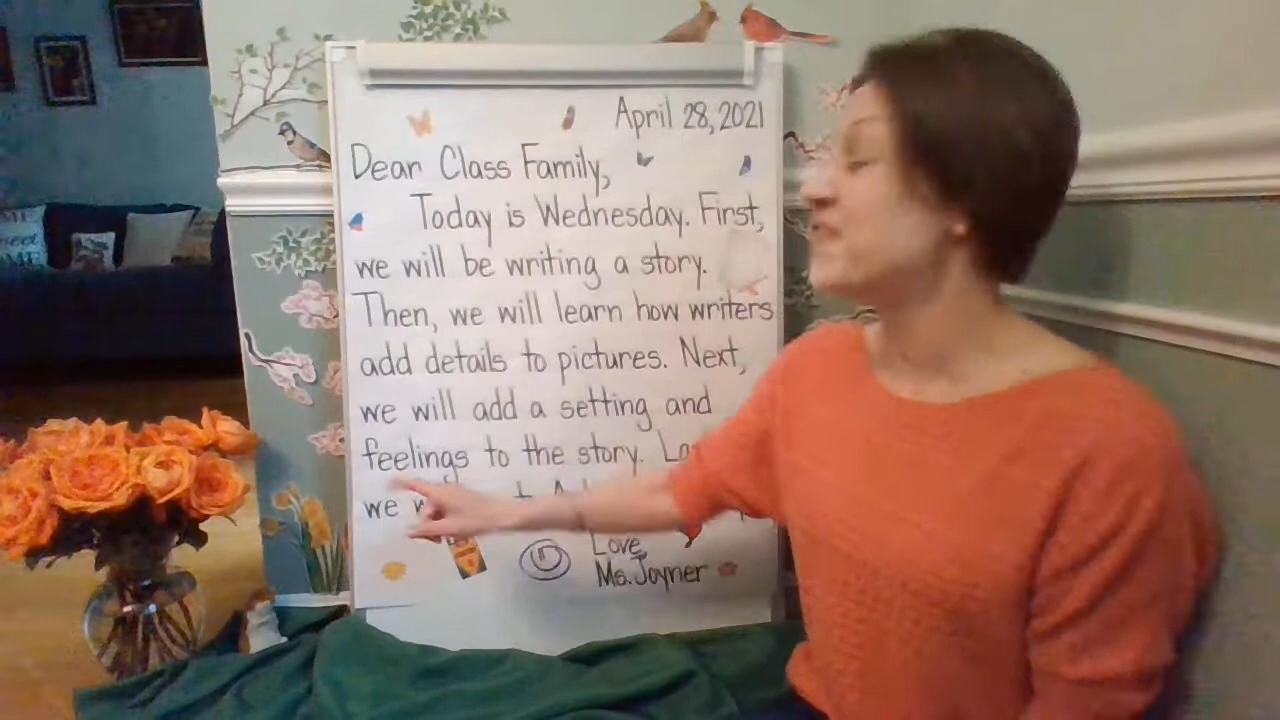 April 28, 2021
Dear Class Family,
Today is Wednesday. First,
we will be writing a story.
Then, we will learn how writers
add details to pictures. Next,
we will add a setting and
feelings to the story.
we
Love,
Ms. Joyner